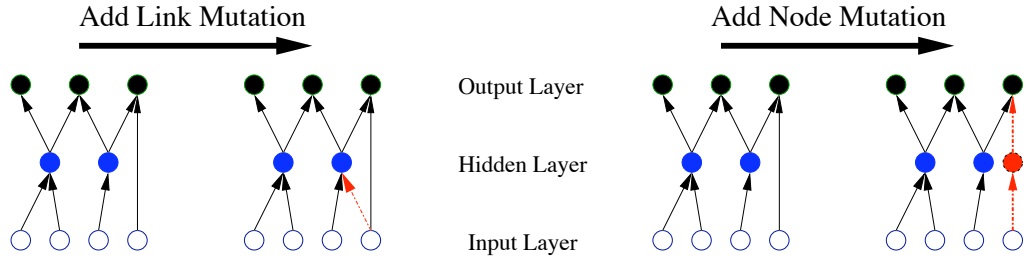 Add Link Mutation
Add Node Mutation
Output Layer
Hidden Layer
Input Layer